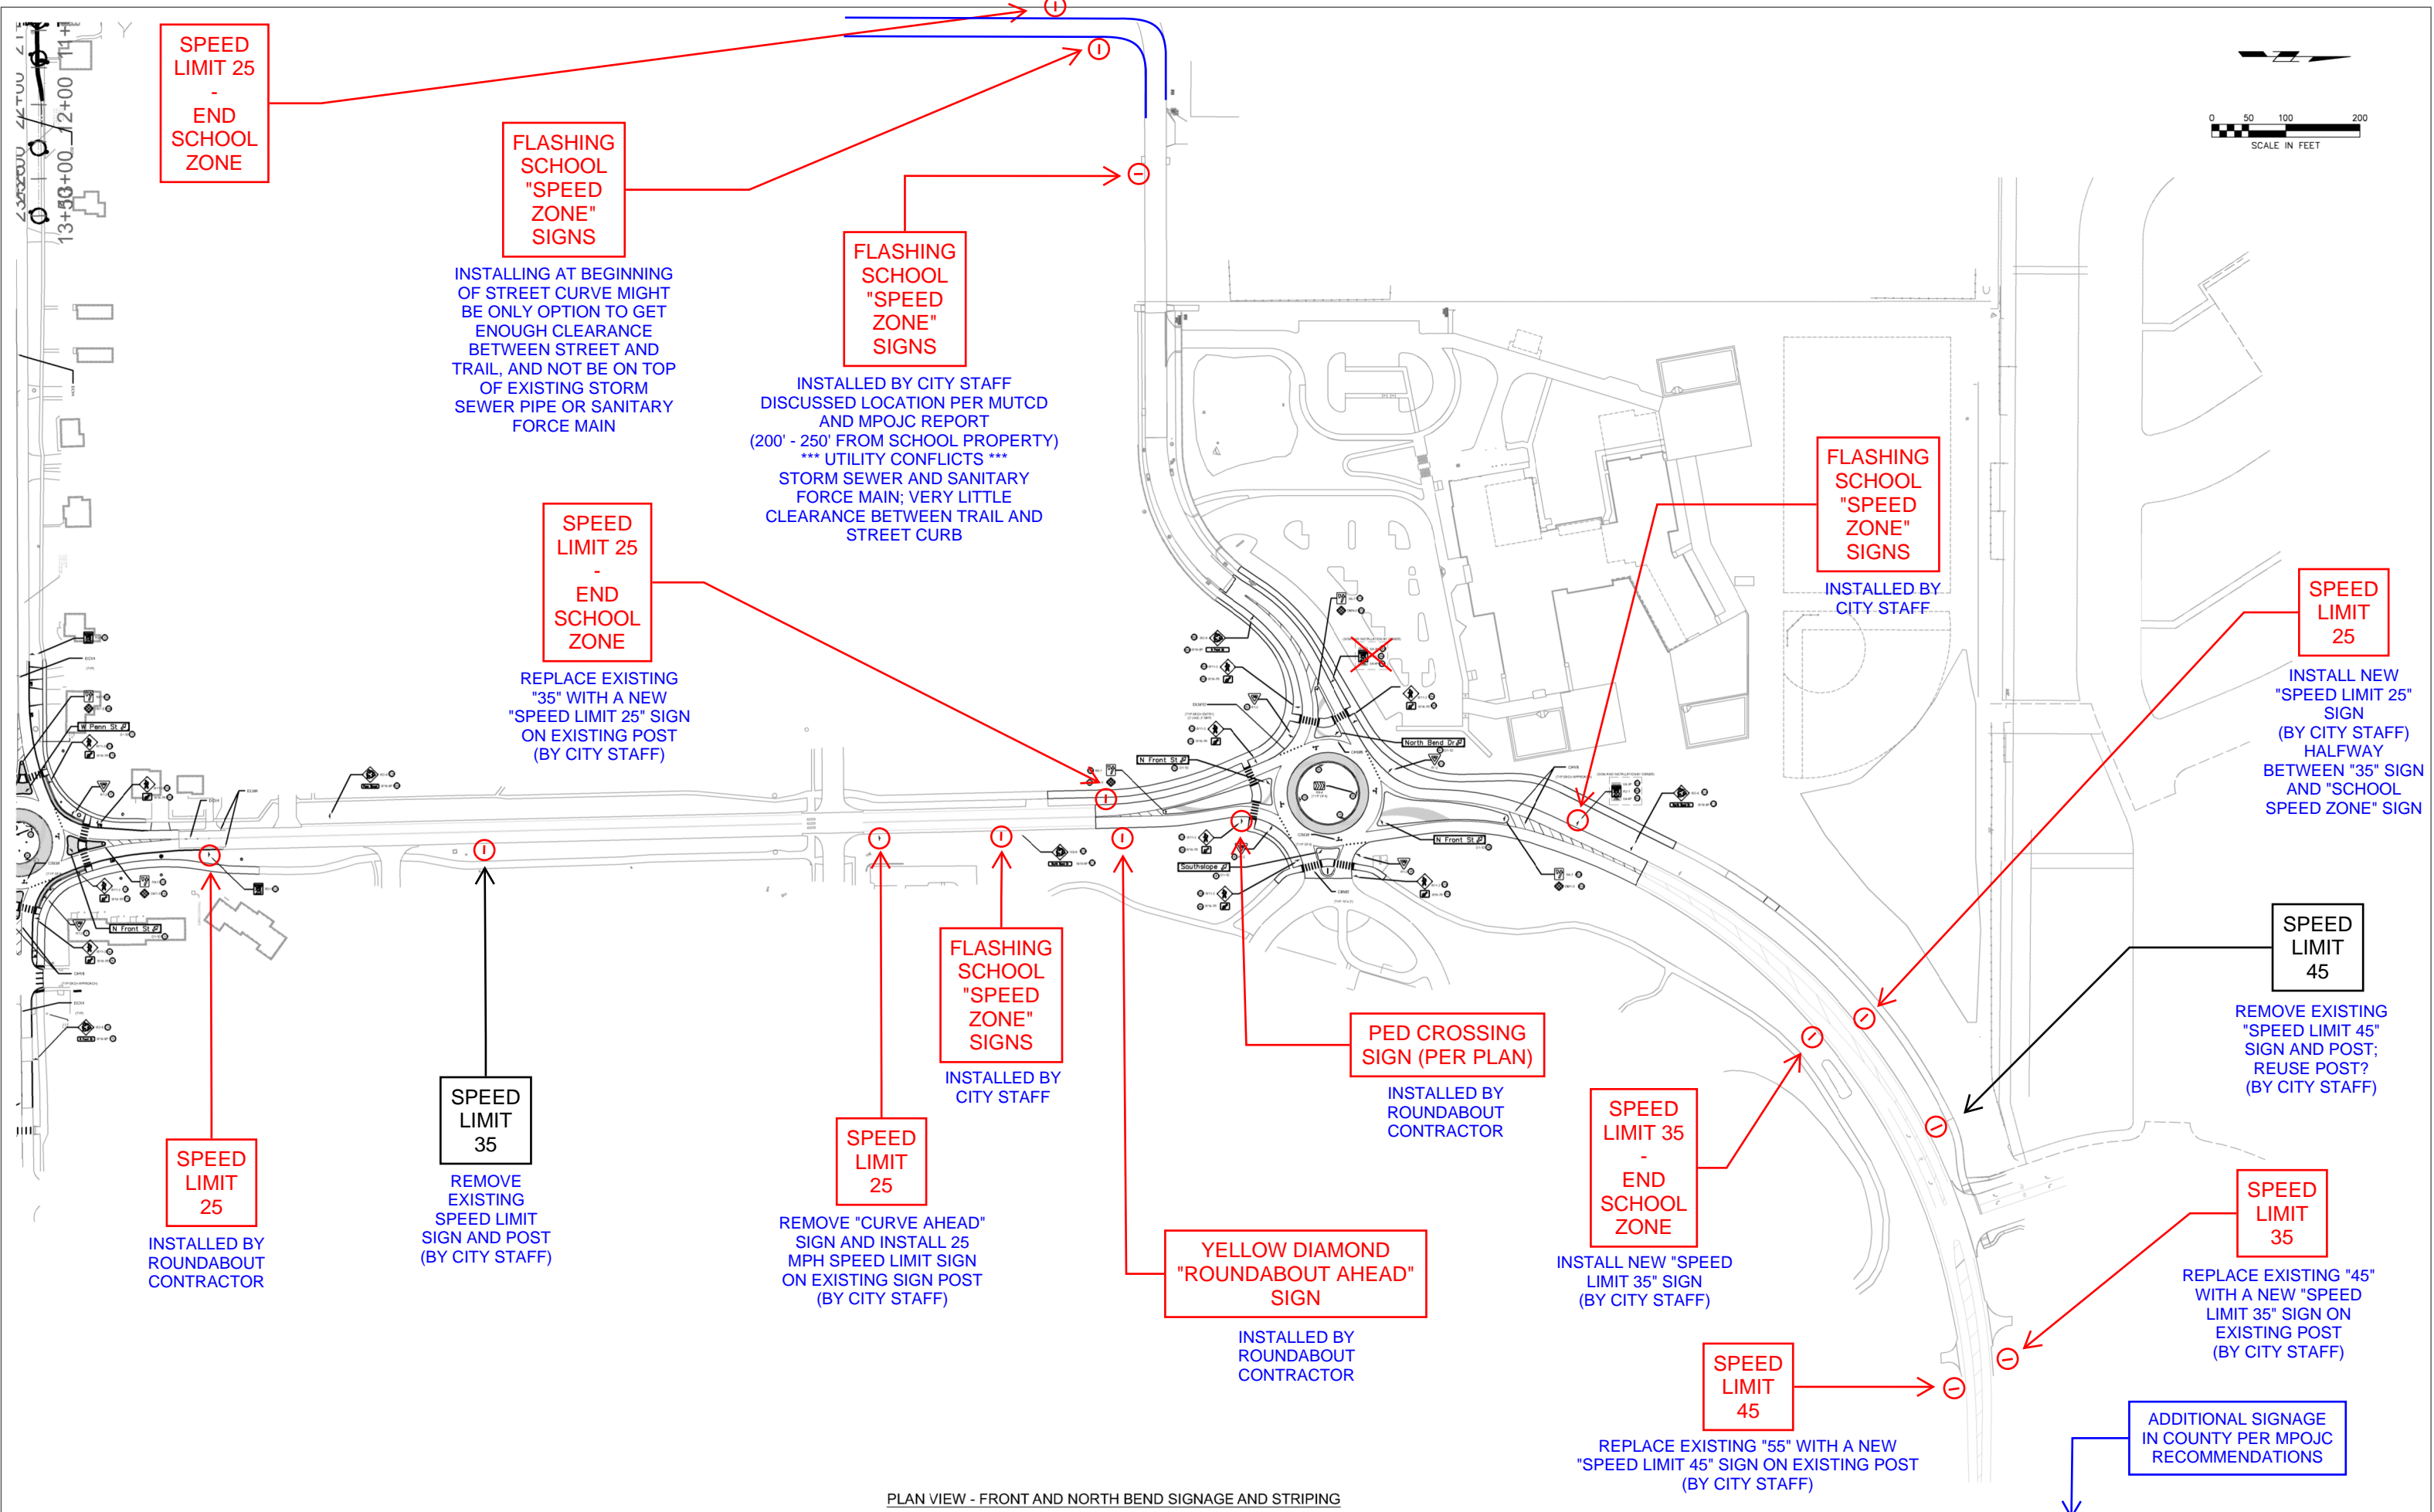 SPEED
LIMIT 25
-
END
SCHOOL
ZONE
FLASHING
SCHOOL
"SPEED
ZONE"
SIGNS
INSTALLING AT BEGINNING
OF STREET CURVE MIGHT
BE ONLY OPTION TO GET
ENOUGH CLEARANCE
BETWEEN STREET AND
TRAIL, AND NOT BE ON TOP
OF EXISTING STORM
SEWER PIPE OR SANITARY
FORCE MAIN
FLASHING
SCHOOL
"SPEED
ZONE"
SIGNS
INSTALLED BY CITY STAFF
DISCUSSED LOCATION PER MUTCD
AND MPOJC REPORT
(200' - 250' FROM SCHOOL PROPERTY)
*** UTILITY CONFLICTS ***
STORM SEWER AND SANITARY
FORCE MAIN; VERY LITTLE
CLEARANCE BETWEEN TRAIL AND
STREET CURB
0 50 100 200
SCALE IN FEET
12+00
SPEED
LIMIT 25
-
END
SCHOOL
ZONE
REPLACE EXISTING
"35" WITH A NEW
"SPEED LIMIT 25" SIGN
ON EXISTING POST
(BY CITY STAFF)
FLASHING
SCHOOL
"SPEED
ZONE"
SIGNS
INSTALLED BY
CITY STAFF
SPEED
LIMIT
25
INSTALL NEW
"SPEED LIMIT 25"
SIGN
(BY CITY STAFF)
HALFWAY
BETWEEN "35" SIGN
AND "SCHOOL
SPEED ZONE" SIGN
W Penn St
N Front St
N Front St
North Bend Dr
N Front St
Southslope
SPEED
LIMIT
45
REMOVE EXISTING
"SPEED LIMIT 45"
SIGN AND POST;
REUSE POST?
(BY CITY STAFF)
SPEED
LIMIT
25
INSTALLED BY
ROUNDABOUT
CONTRACTOR
SPEED
LIMIT
35
REMOVE
EXISTING
SPEED LIMIT
SIGN AND POST
(BY CITY STAFF)
SPEED
LIMIT
25
REMOVE "CURVE AHEAD"
SIGN AND INSTALL 25
MPH SPEED LIMIT SIGN
ON EXISTING SIGN POST
(BY CITY STAFF)
FLASHING
SCHOOL
"SPEED
ZONE"
SIGNS
INSTALLED BY
CITY STAFF
YELLOW DIAMOND
"ROUNDABOUT AHEAD"
SIGN
INSTALLED BY
ROUNDABOUT
CONTRACTOR
PED CROSSING
SIGN (PER PLAN)
INSTALLED BY
ROUNDABOUT
CONTRACTOR
SPEED
LIMIT 35
-
END
SCHOOL
ZONE
INSTALL NEW "SPEED
LIMIT 35" SIGN
(BY CITY STAFF)
SPEED
LIMIT
45
REPLACE EXISTING "55" WITH A NEW
"SPEED LIMIT 45" SIGN ON EXISTING POST
(BY CITY STAFF)
SPEED
LIMIT
35
REPLACE EXISTING "45"
WITH A NEW "SPEED
LIMIT 35" SIGN ON
EXISTING POST
(BY CITY STAFF)
ADDITIONAL SIGNAGE
IN COUNTY PER MPOJC
RECOMMENDATIONS
PLAN VIEW - FRONT AND NORTH BEND SIGNAGE AND STRIPING